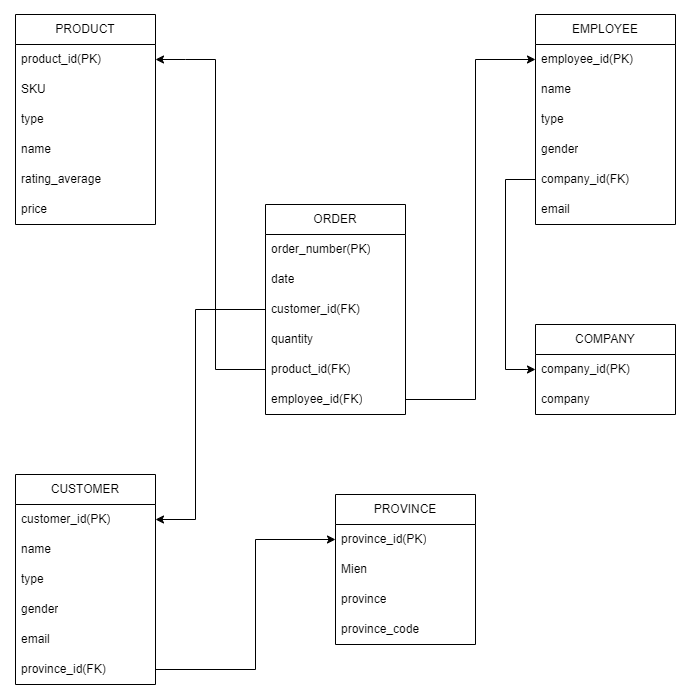 PRODUCT
product_id(PK)
SKU
type
name
rating_average
price
EMPLOYEE
employee_id(PK)
name
type
gender
company_id(FK)
email
ORDER
order_number(PK)
date
customer_id(FK)
quantity
product_id(FK)
employee_id(FK)
COMPANY
company_id(PK)
company
CUSTOMER
customer_id(PK)
name
type
gender
email
province_id(FK)
PROVINCE
province_id(PK)
Mien
province
province_code